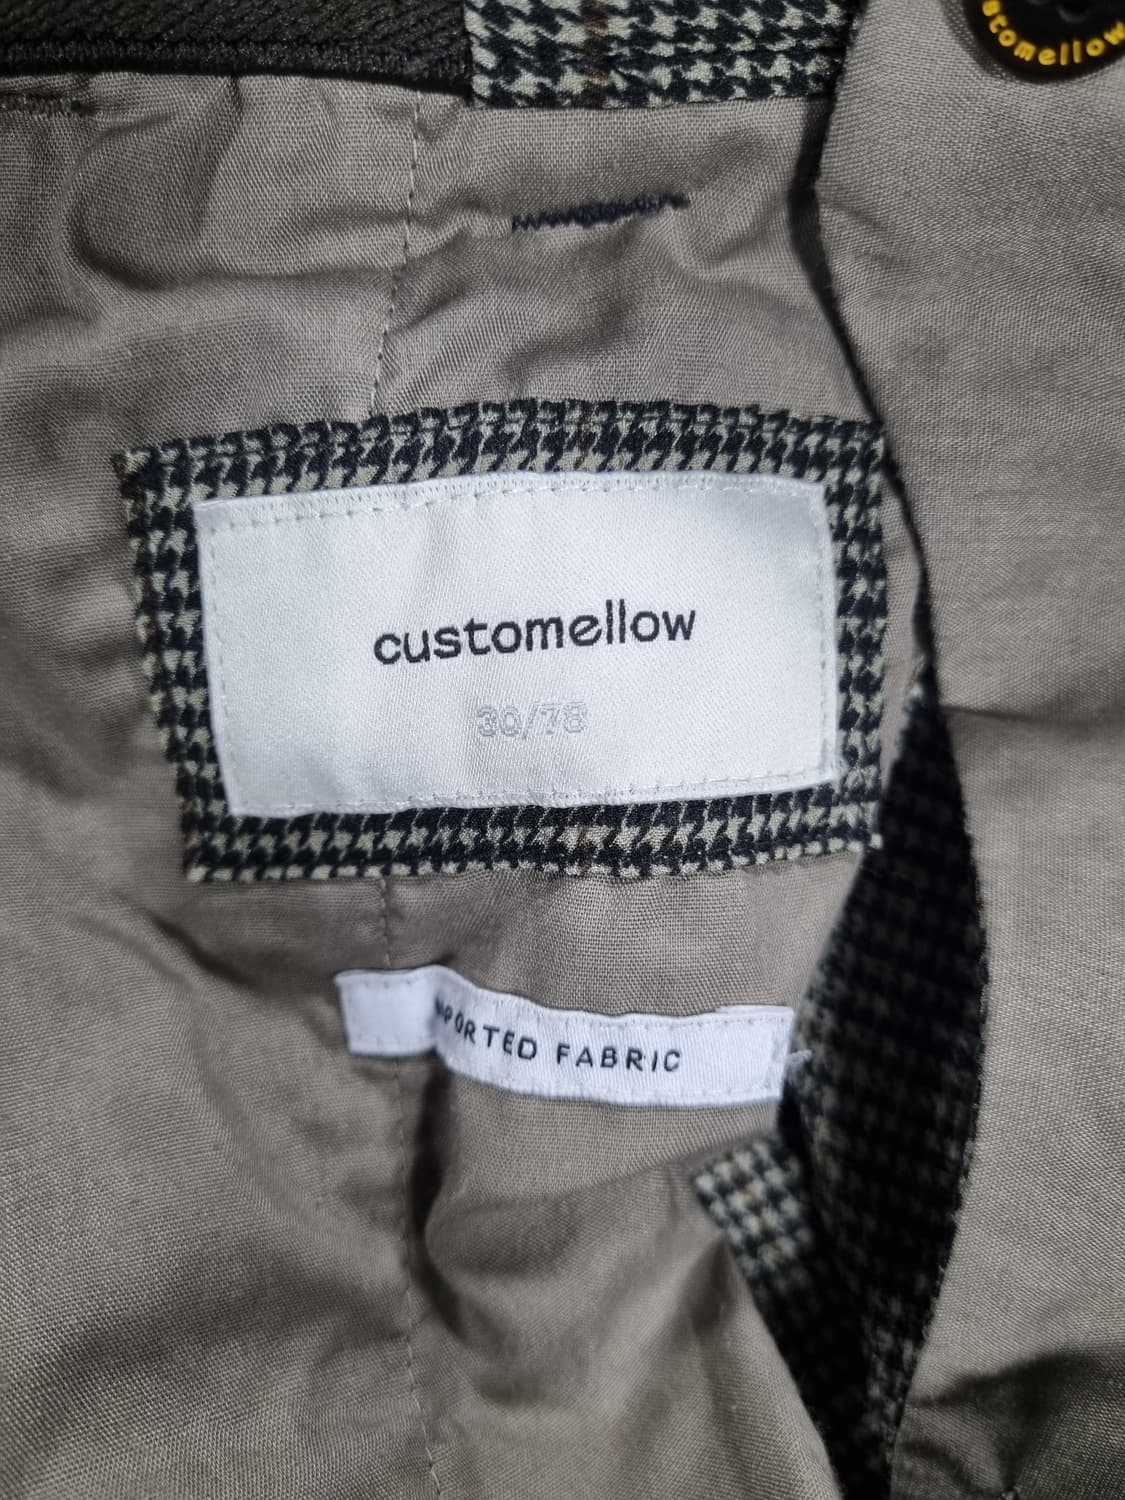 stomellow
customellow
30/78
IMPORTED FABRIC